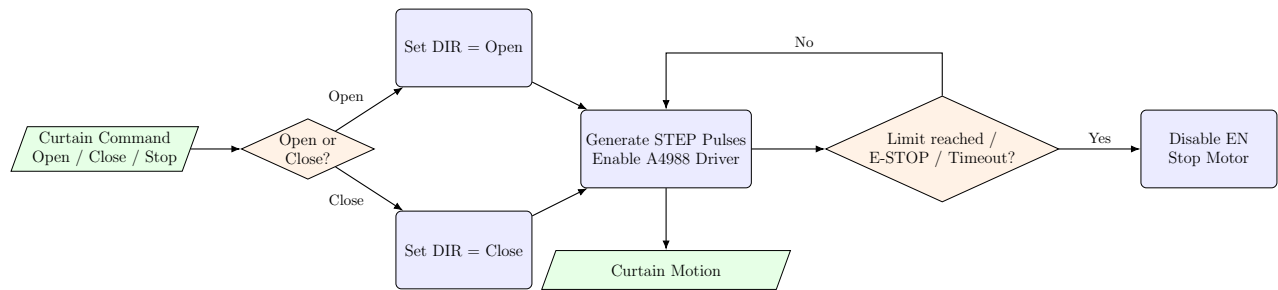 Curtain Command
Open / Close / Stop
Open or
Close?
Open
Close
Set DIR = Open
Set DIR = Close
Generate STEP Pulses
Enable A4988 Driver
Curtain Motion
No
Limit reached /
E-STOP / Timeout?
Yes
Disable EN
Stop Motor